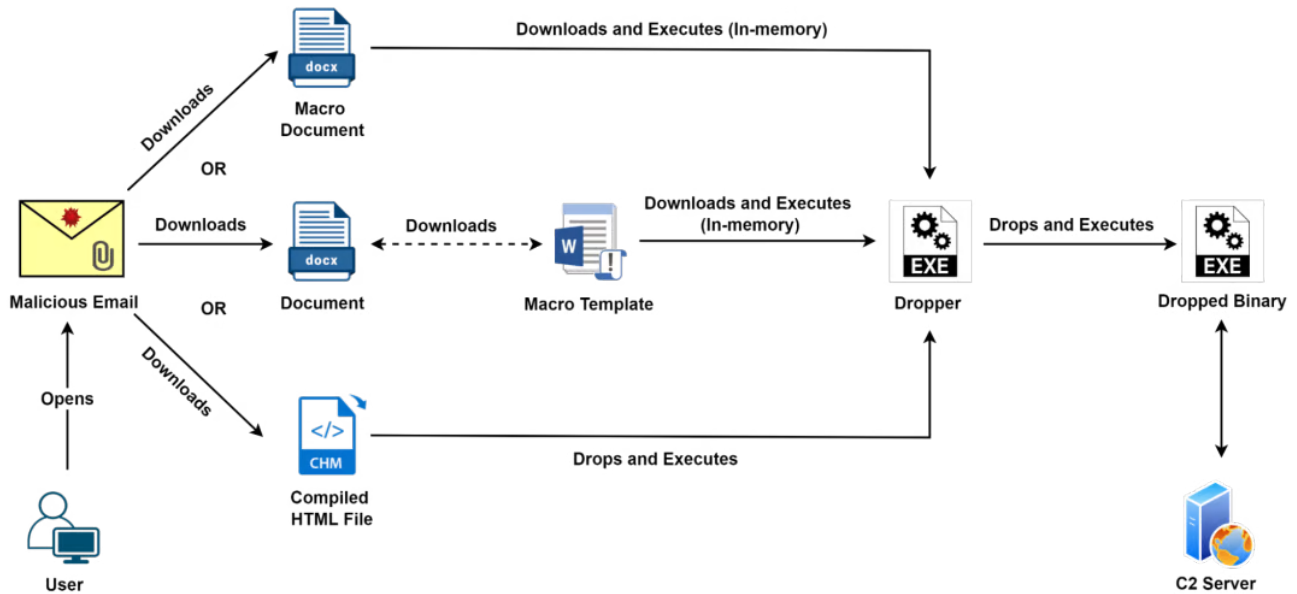 Downloads and Executes (In-memory)
docx
Macro
Document
Downloads
OR
Downloads
docx
Document
Downloads
W
!
Macro Template
Downloads and Executes
(In-memory)
EXE
Dropper
Drops and Executes
EXE
Dropped Binary
Malicious Email
OR
Downloads
Opens
</>
CHM
Compiled
HTML File
Drops and Executes
User
C2 Server